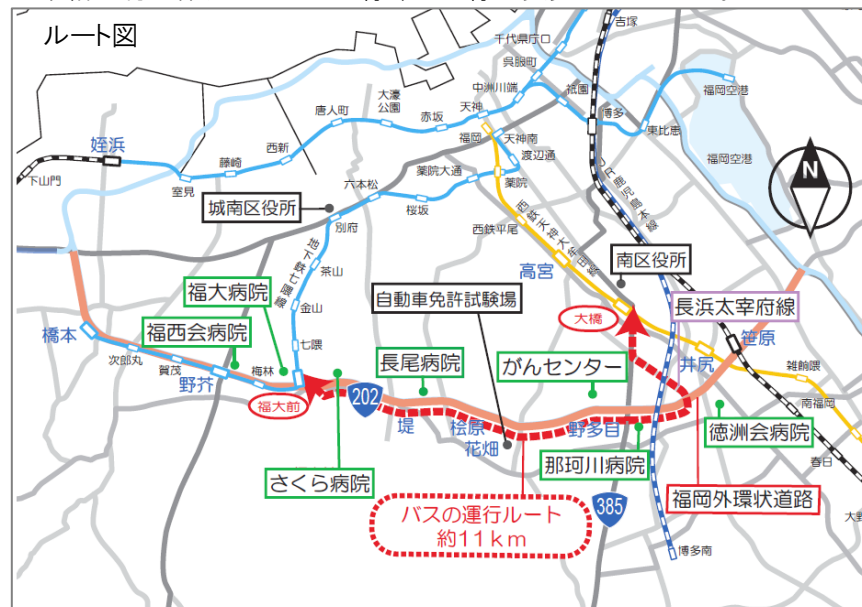 ルート図
吉塚
千代県庁口
呉服町
中洲川端
祇園
博多
東比恵
福岡空港
福岡空港
大濠
公園
唐人町
赤坂
天神
福岡
天神南
渡辺通
西新
藤崎
室見
姪浜
下山門
薬院大通
薬院
六本松
桜坂
別府
城南区役所
西鉄平尾
西鉄天神大牟田線
高宮
南区役所
地下鉄七隈線
茶山
金山
七隈
福大病院
福西会病院
橋本
次郎丸
賀茂
野芥
梅林
福大前
自動車免許試験場
大橋
長浜太宰府線
笹原
井尻
雑餉隈
南福岡
春日
長尾病院
がんセンター
202
堤
桧原
花畑
野多目
那珂川病院
徳洲会病院
さくら病院
福岡外環状道路
バスの運行ルート
約11km
385
博多南
N